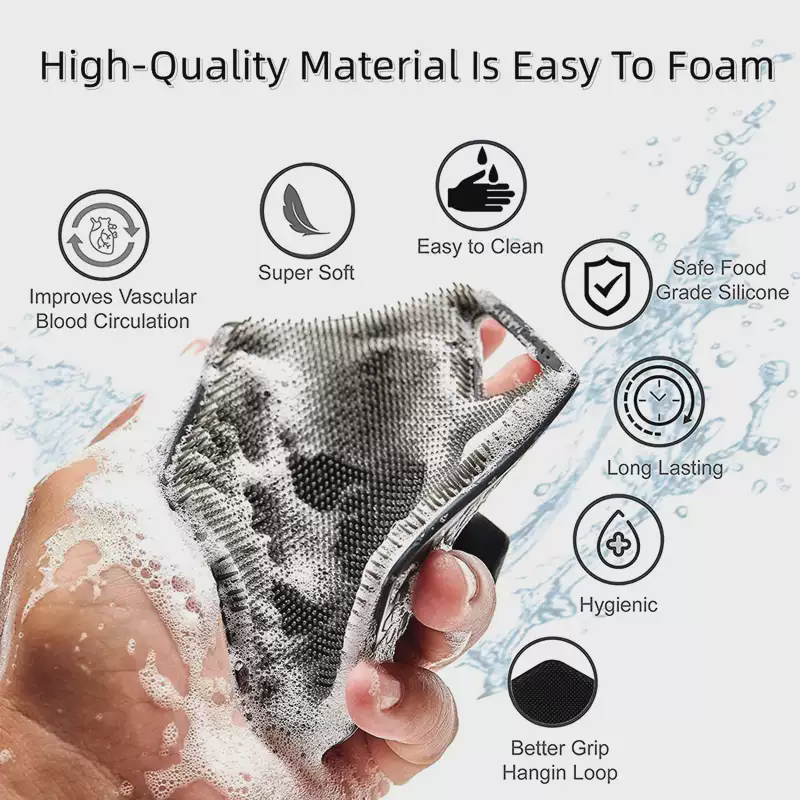 High-Quality Material Is Easy To Foam
Easy to Clean
Super Soft
Safe Food
Grade Silicone
Improves Vascular
Blood Circulation
Long Lasting
Hygienic
Better Grip
Hangin Loop